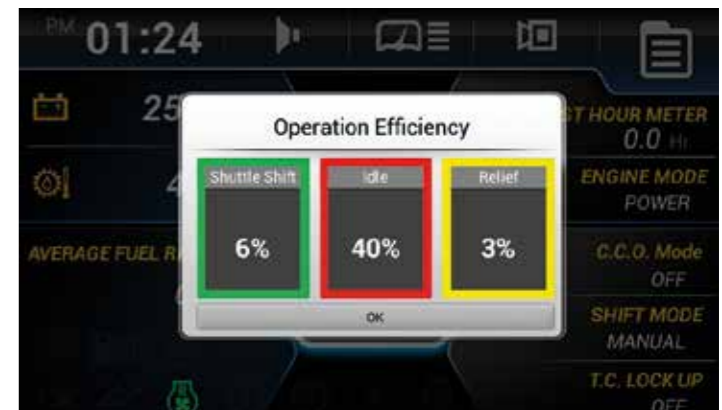 PM 01:24
25
T HOUR METER
0.0 Hr
ENGINE MODE
POWER
4
AVERAGE FUEL R
C.C.O. Mode
OFF
SHIFT MODE
MANUAL
T.C. LOCK UP
OFF
Operation Efficiency
Shuttle Shift
Idle
Relief
6%
40%
3%
OK